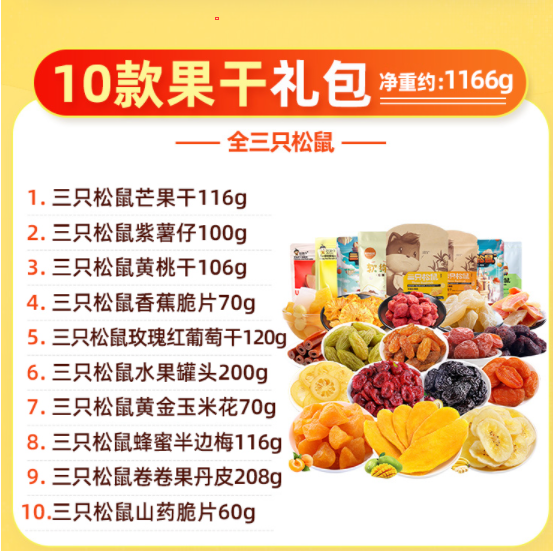 10款果干礼包 净重约:1166g
全三只松鼠
1. 三只松鼠芒果干116g
2. 三只松鼠紫薯仔100g
3. 三只松鼠黄桃干106g
4. 三只松鼠香蕉脆片70g
5. 三只松鼠玫瑰红葡萄干120g
6. 三只松鼠水果罐头200g
7. 三只松鼠黄金玉米花70g
8. 三只松鼠蜂蜜半边梅116g
9. 三只松鼠卷卷果丹皮208g
10. 三只松鼠山药脆片60g
三只松鼠